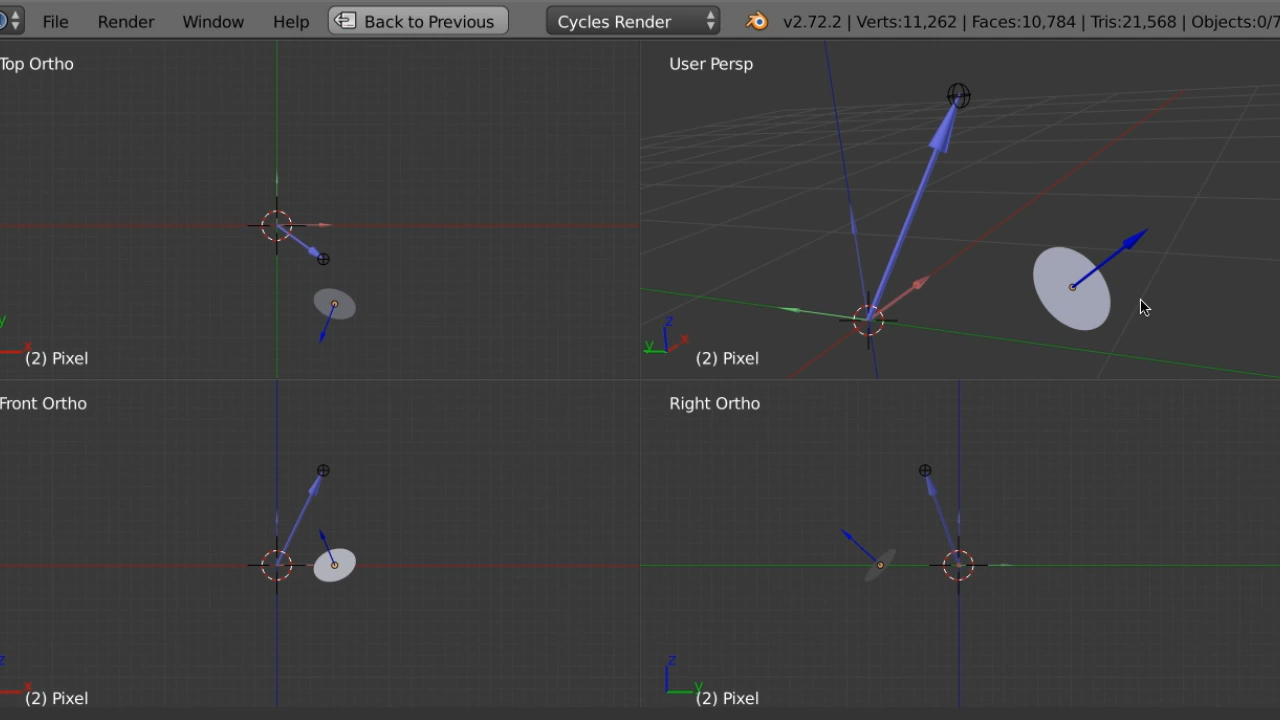 File Render Window Help Back to Previous Cycles Render v2.72.2 | Verts:11,262 | Faces:10,784 | Tris:21,568 | Objects:0/7
Top Ortho
User Persp
y
x
(2) Pixel
z
y x
(2) Pixel
Front Ortho
Right Ortho
z
x
(2) Pixel
z
y
(2) Pixel